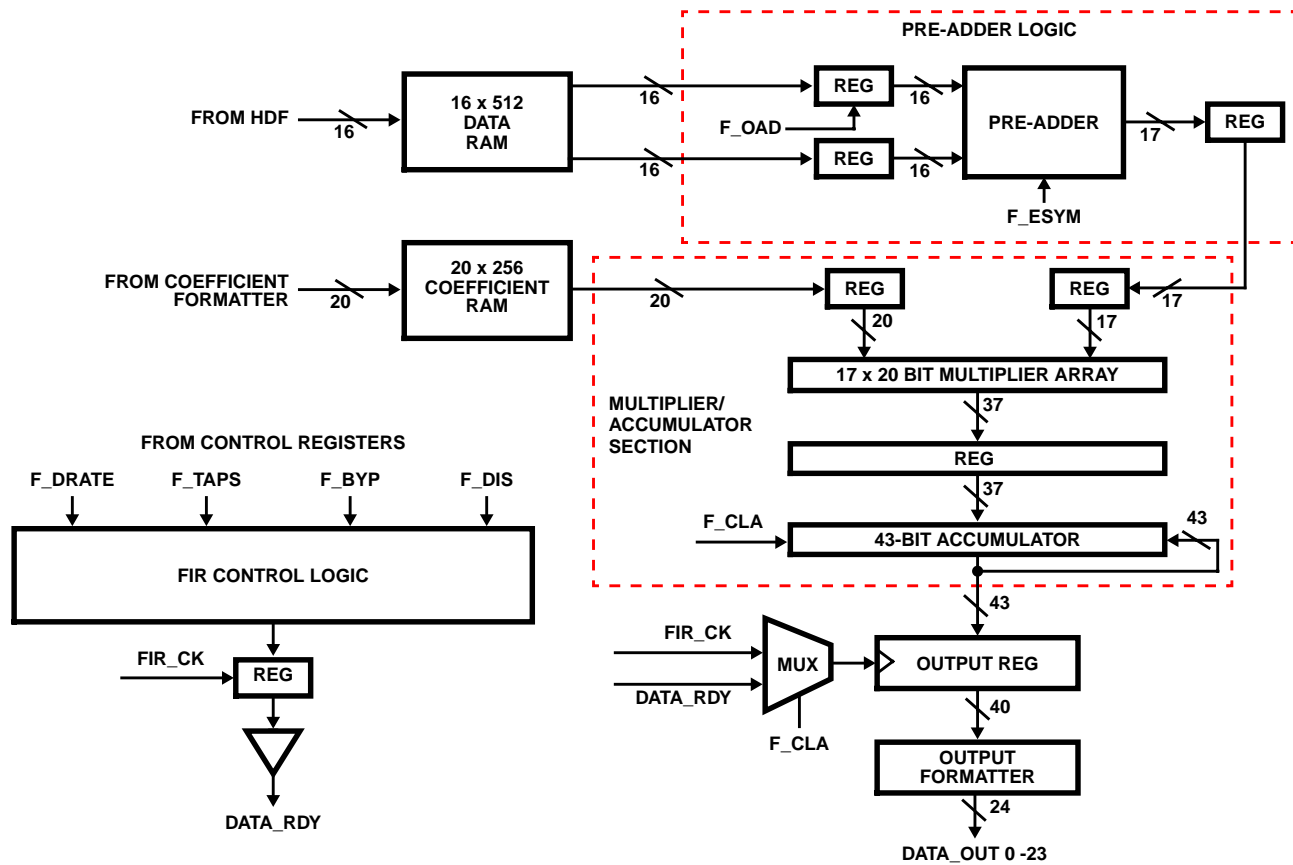 PRE-ADDER LOGIC
FROM HDF
16
16 x 512
DATA
RAM
16
16
REG
F_OAD
REG
16
16
PRE-ADDER
F_ESYM
17
REG
FROM COEFFICIENT
FORMATTER
20
20 x 256
COEFFICIENT
RAM
20
REG
REG
17
20
17
17 x 20 BIT MULTIPLIER ARRAY
MULTIPLIER/
ACCUMULATOR
SECTION
37
REG
37
F_CLA
43-BIT ACCUMULATOR
43
43
FROM CONTROL REGISTERS
F_DRATE
F_TAPS
F_BYP
F_DIS
FIR CONTROL LOGIC
FIR_CK
REG
DATA_RDY
FIR_CK
DATA_RDY
MUX
F_CLA
OUTPUT REG
40
OUTPUT
FORMATTER
24
DATA_OUT 0 -23